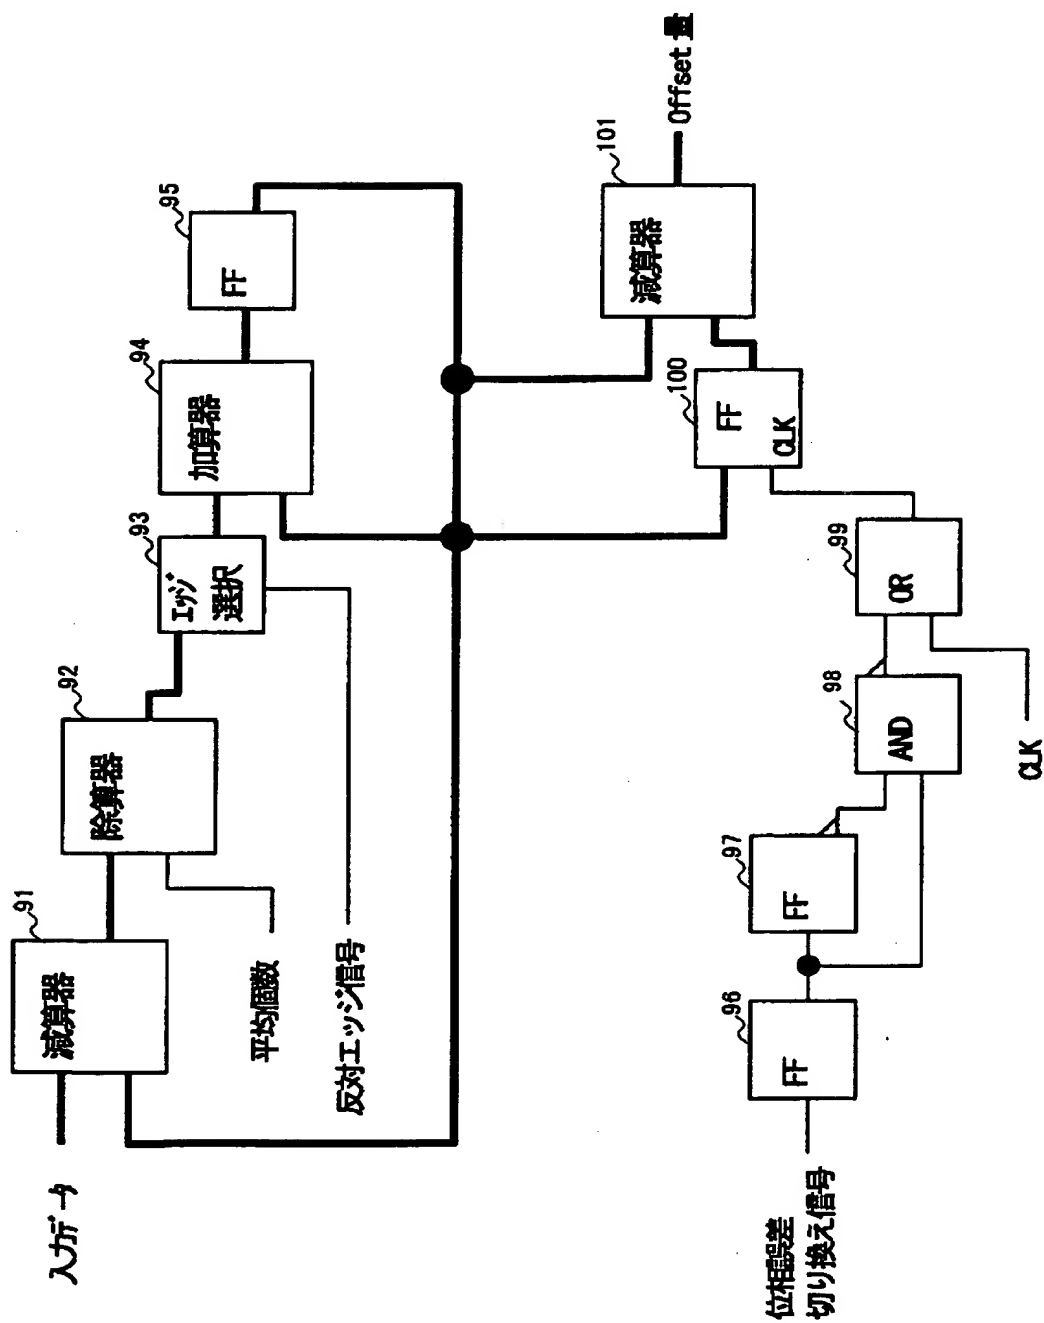 入力データ
減算器
91
平均個数
除算器
92
反対エッジ信号
エッジ
選択
93
加算器
94
FF
95
位相誤差
切り換え信号
FF
96
FF
97
AND
98
CLK
OR
99
FF
CLK
100
減算器
101
Offset量